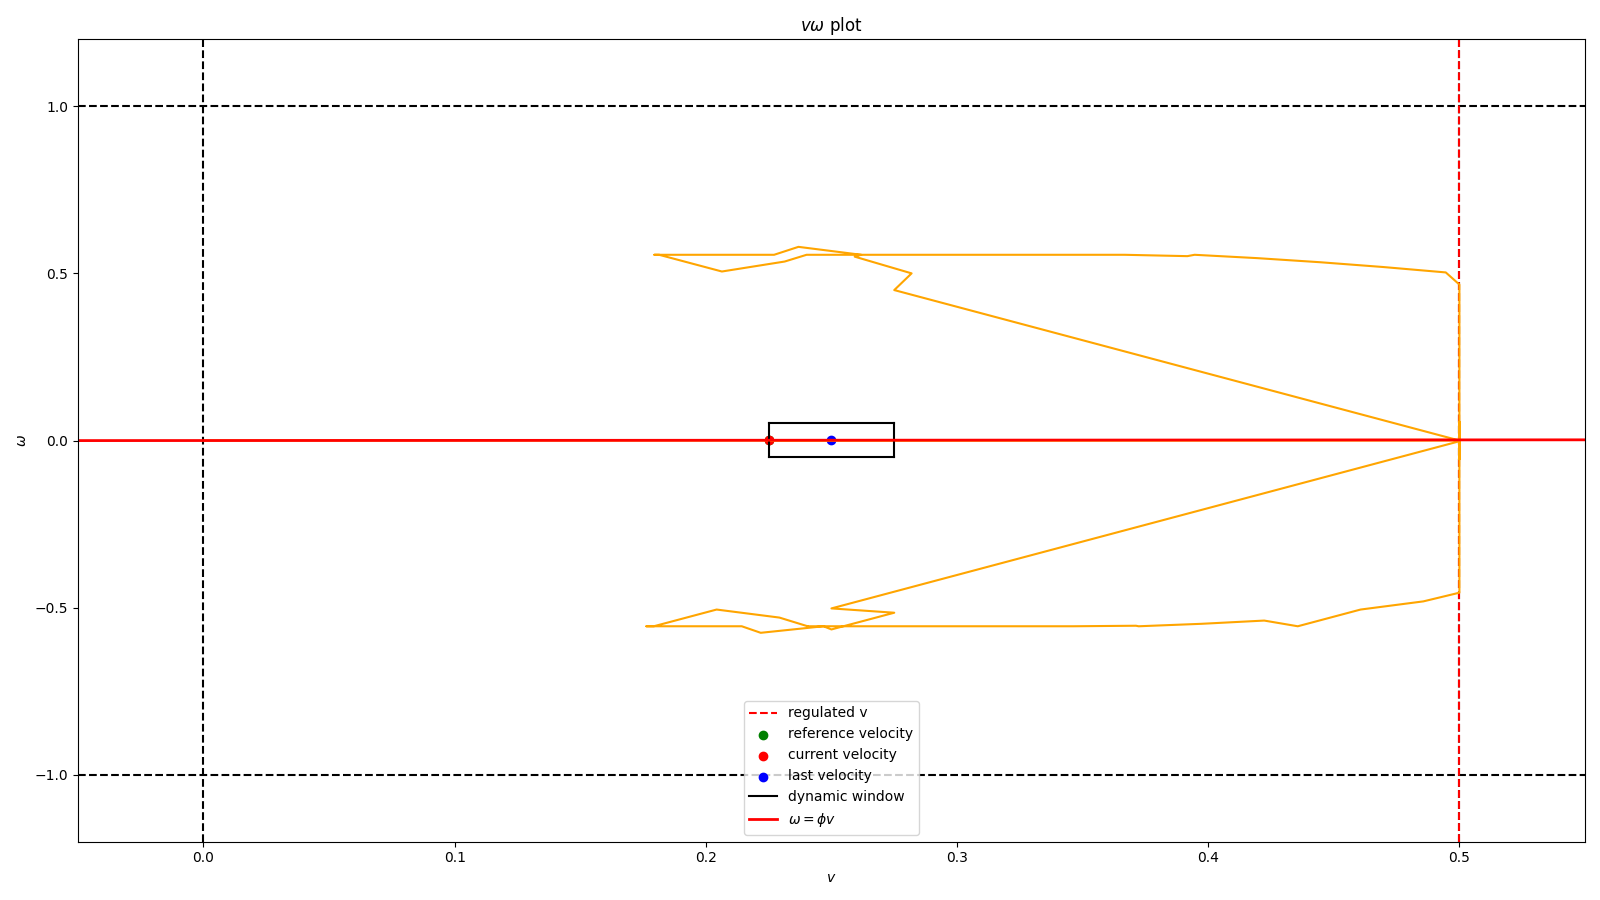 vω plot
1.0
0.5
0.0
−0.5
−1.0
ω
regulated v
reference velocity
current velocity
last velocity
dynamic window
ω = ϕv
0.0 0.1 0.2 0.3 0.4 0.5
v